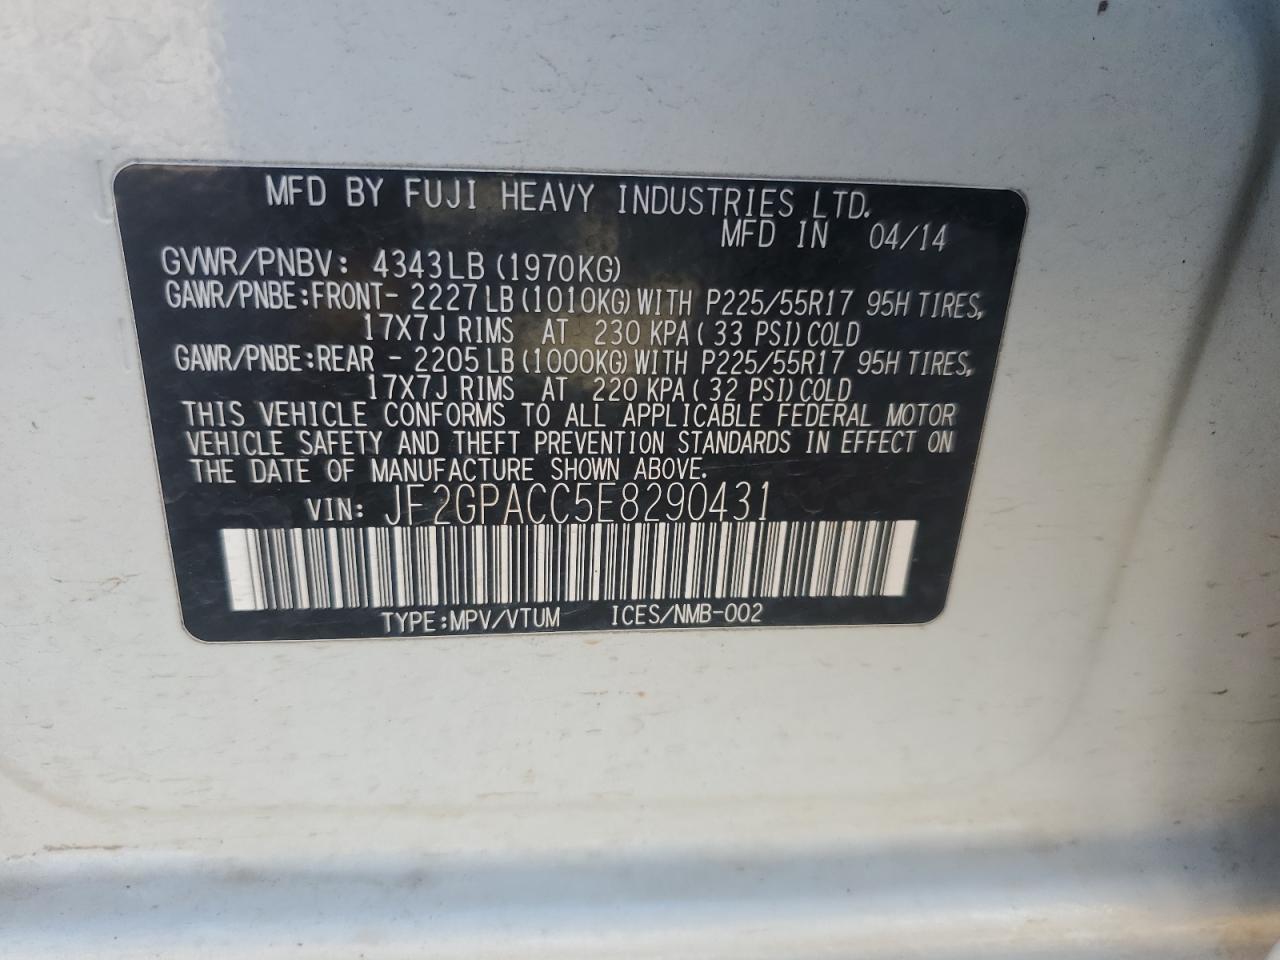 MFD BY FUJI HEAVY INDUSTRIES LTD.
MFD IN 04/14
GVWR/PNBV: 4343LB (1970KG)
GAWR/PNBE:FRONT- 2227LB (1010KG) WITH P225/55R17 95H TIRES,
17X7J RIMS AT 230 KPA ( 33 PSI) COLD
GAWR/PNBE:REAR - 2205LB (1000KG) WITH P225/55R17 95H TIRES,
17X7J RIMS AT 220 KPA ( 32 PSI) COLD
THIS VEHICLE CONFORMS TO ALL APPLICABLE FEDERAL MOTOR
VEHICLE SAFETY AND THEFT PREVENTION STANDARDS IN EFFECT ON
THE DATE OF MANUFACTURE SHOWN ABOVE.
VIN: JF2GPACC5E8290431
TYPE:MPV/VTUM ICES/NMB-002